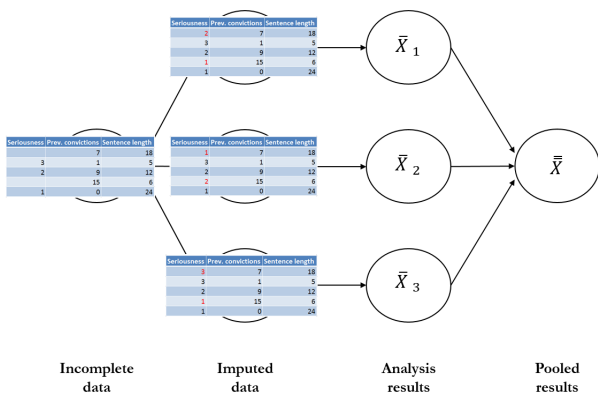 Seriousness Prev. convictions Sentence length
2 7 18
3 1 5
2 9 12
1 15 6
1 0 24
X̄ 1
Seriousness Prev. convictions Sentence length
7 18
3 1 5
2 9 12
15 6
1 0 24
Seriousness Prev. convictions Sentence length
1 7 18
3 1 5
2 9 12
2 15 6
1 0 24
X̄ 2
X̿
Seriousness Prev. convictions Sentence length
3 7 18
3 1 5
2 9 12
1 15 6
1 0 24
X̄ 3
Incomplete data
Imputed data
Analysis results
Pooled results